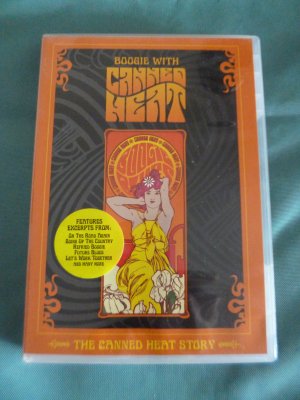 BOOGIE WITH
CANNED
HEAT
FEATURES
EXCERPTS FROM:
ON THE ROAD AGAIN
GOING UP THE COUNTRY
REFRIED BOOGIE
FUTURE BLUES
LET'S WORK TOGETHER
AND MANY MORE
THE CANNED HEAT STORY